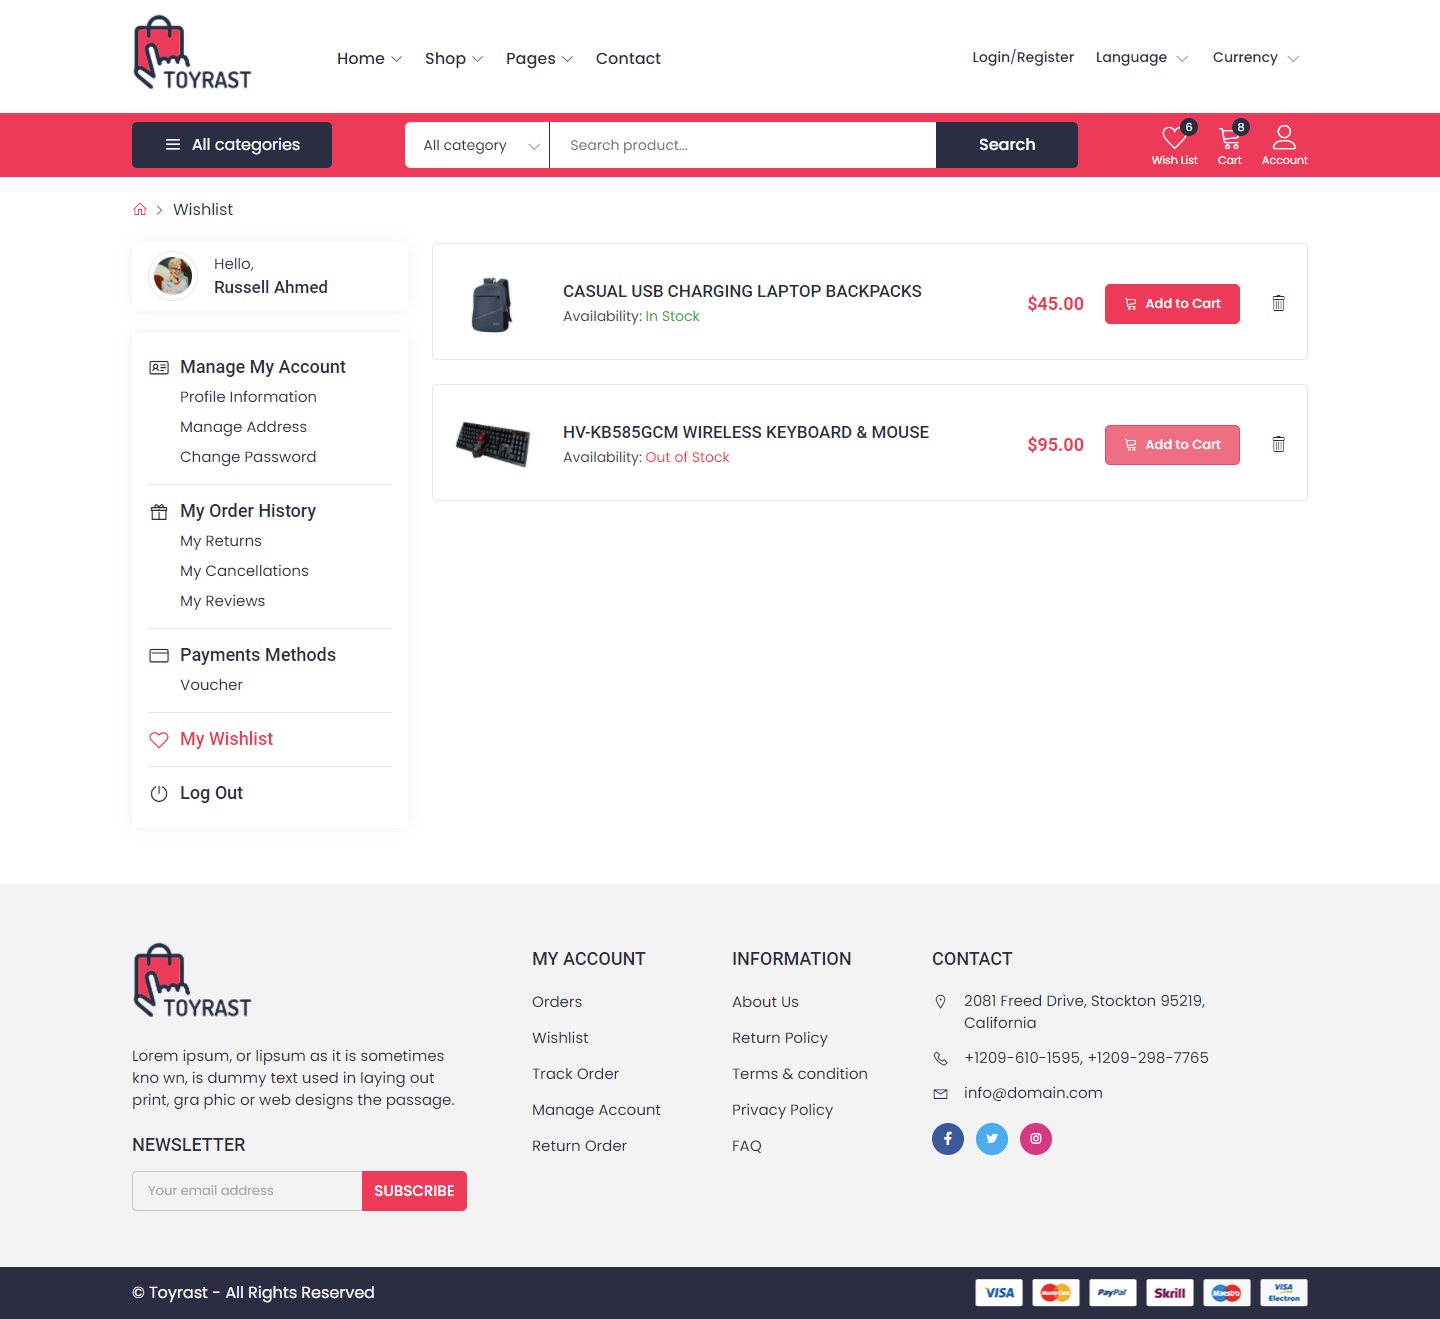 TOYRAST
Home
Shop
Pages
Contact
Login/Register
Language
Currency
All categories
All category
Search product...
Search
6
Wish List
8
Cart
Account
Wishlist
Hello,
Russell Ahmed
Manage My Account
Profile Information
Manage Address
Change Password
My Order History
My Returns
My Cancellations
My Reviews
Payments Methods
Voucher
My Wishlist
Log Out
CASUAL USB CHARGING LAPTOP BACKPACKS
Availability: In Stock
$45.00
Add to Cart
HV-KB585GCM WIRELESS KEYBOARD & MOUSE
Availability: Out of Stock
$95.00
Add to Cart
TOYRAST
Lorem ipsum, or lipsum as it is sometimes
kno wn, is dummy text used in laying out
print, gra phic or web designs the passage.
NEWSLETTER
Your email address
SUBSCRIBE
MY ACCOUNT
Orders
Wishlist
Track Order
Manage Account
Return Order
INFORMATION
About Us
Return Policy
Terms & condition
Privacy Policy
FAQ
CONTACT
2081 Freed Drive, Stockton 95219,
California
+1209-610-1595, +1209-298-7765
info@domain.com
© Toyrast - All Rights Reserved
VISA
MasterCard
PayPal
Skrill
Maestro
VISA
Electron